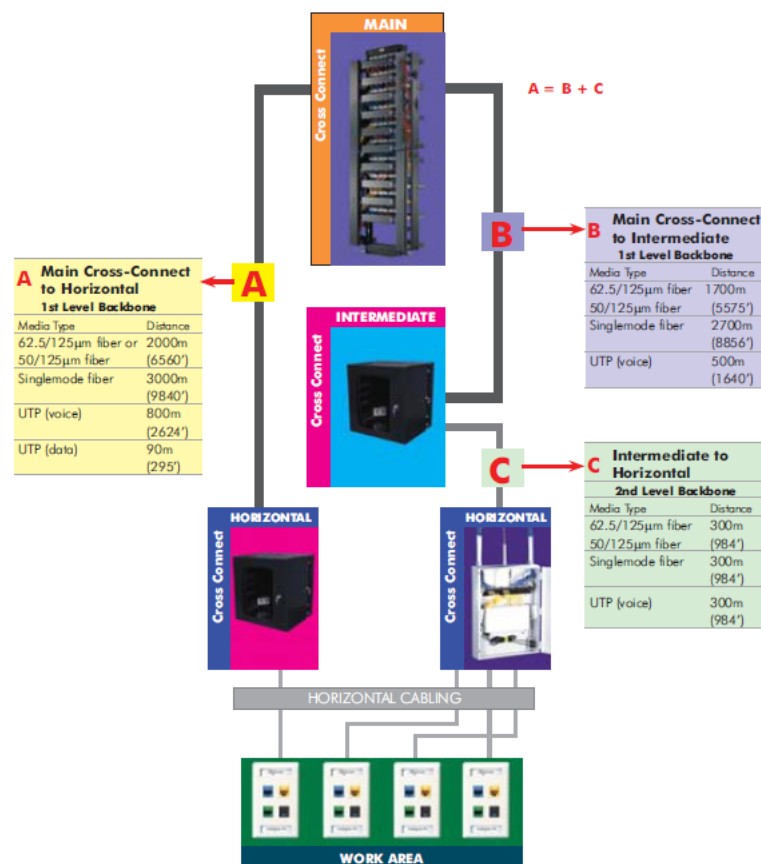 MAIN
Cross Connect
A = B + C
A
B
B Main Cross-Connect
to Intermediate
1st Level Backbone
Media Type Distance
62.5/125µm fiber 1700m
50/125µm fiber (5575')
Singlemode fiber 2700m
(8856')
UTP (voice) 500m
(1640')
A Main Cross-Connect
to Horizontal
1st Level Backbone
Media Type Distance
62.5/125µm fiber or 2000m
50/125µm fiber (6560')
Singlemode fiber 3000m
(9840')
UTP (voice) 800m
(2624')
UTP (data) 90m
(295')
INTERMEDIATE
Cross Connect
C
C Intermediate to
Horizontal
2nd Level Backbone
Media Type Distance
62.5/125µm fiber 300m
50/125µm fiber (984')
Singlemode fiber 300m
(984')
UTP (voice) 300m
(984')
HORIZONTAL
Cross Connect
HORIZONTAL
Cross Connect
HORIZONTAL CABLING
WORK AREA